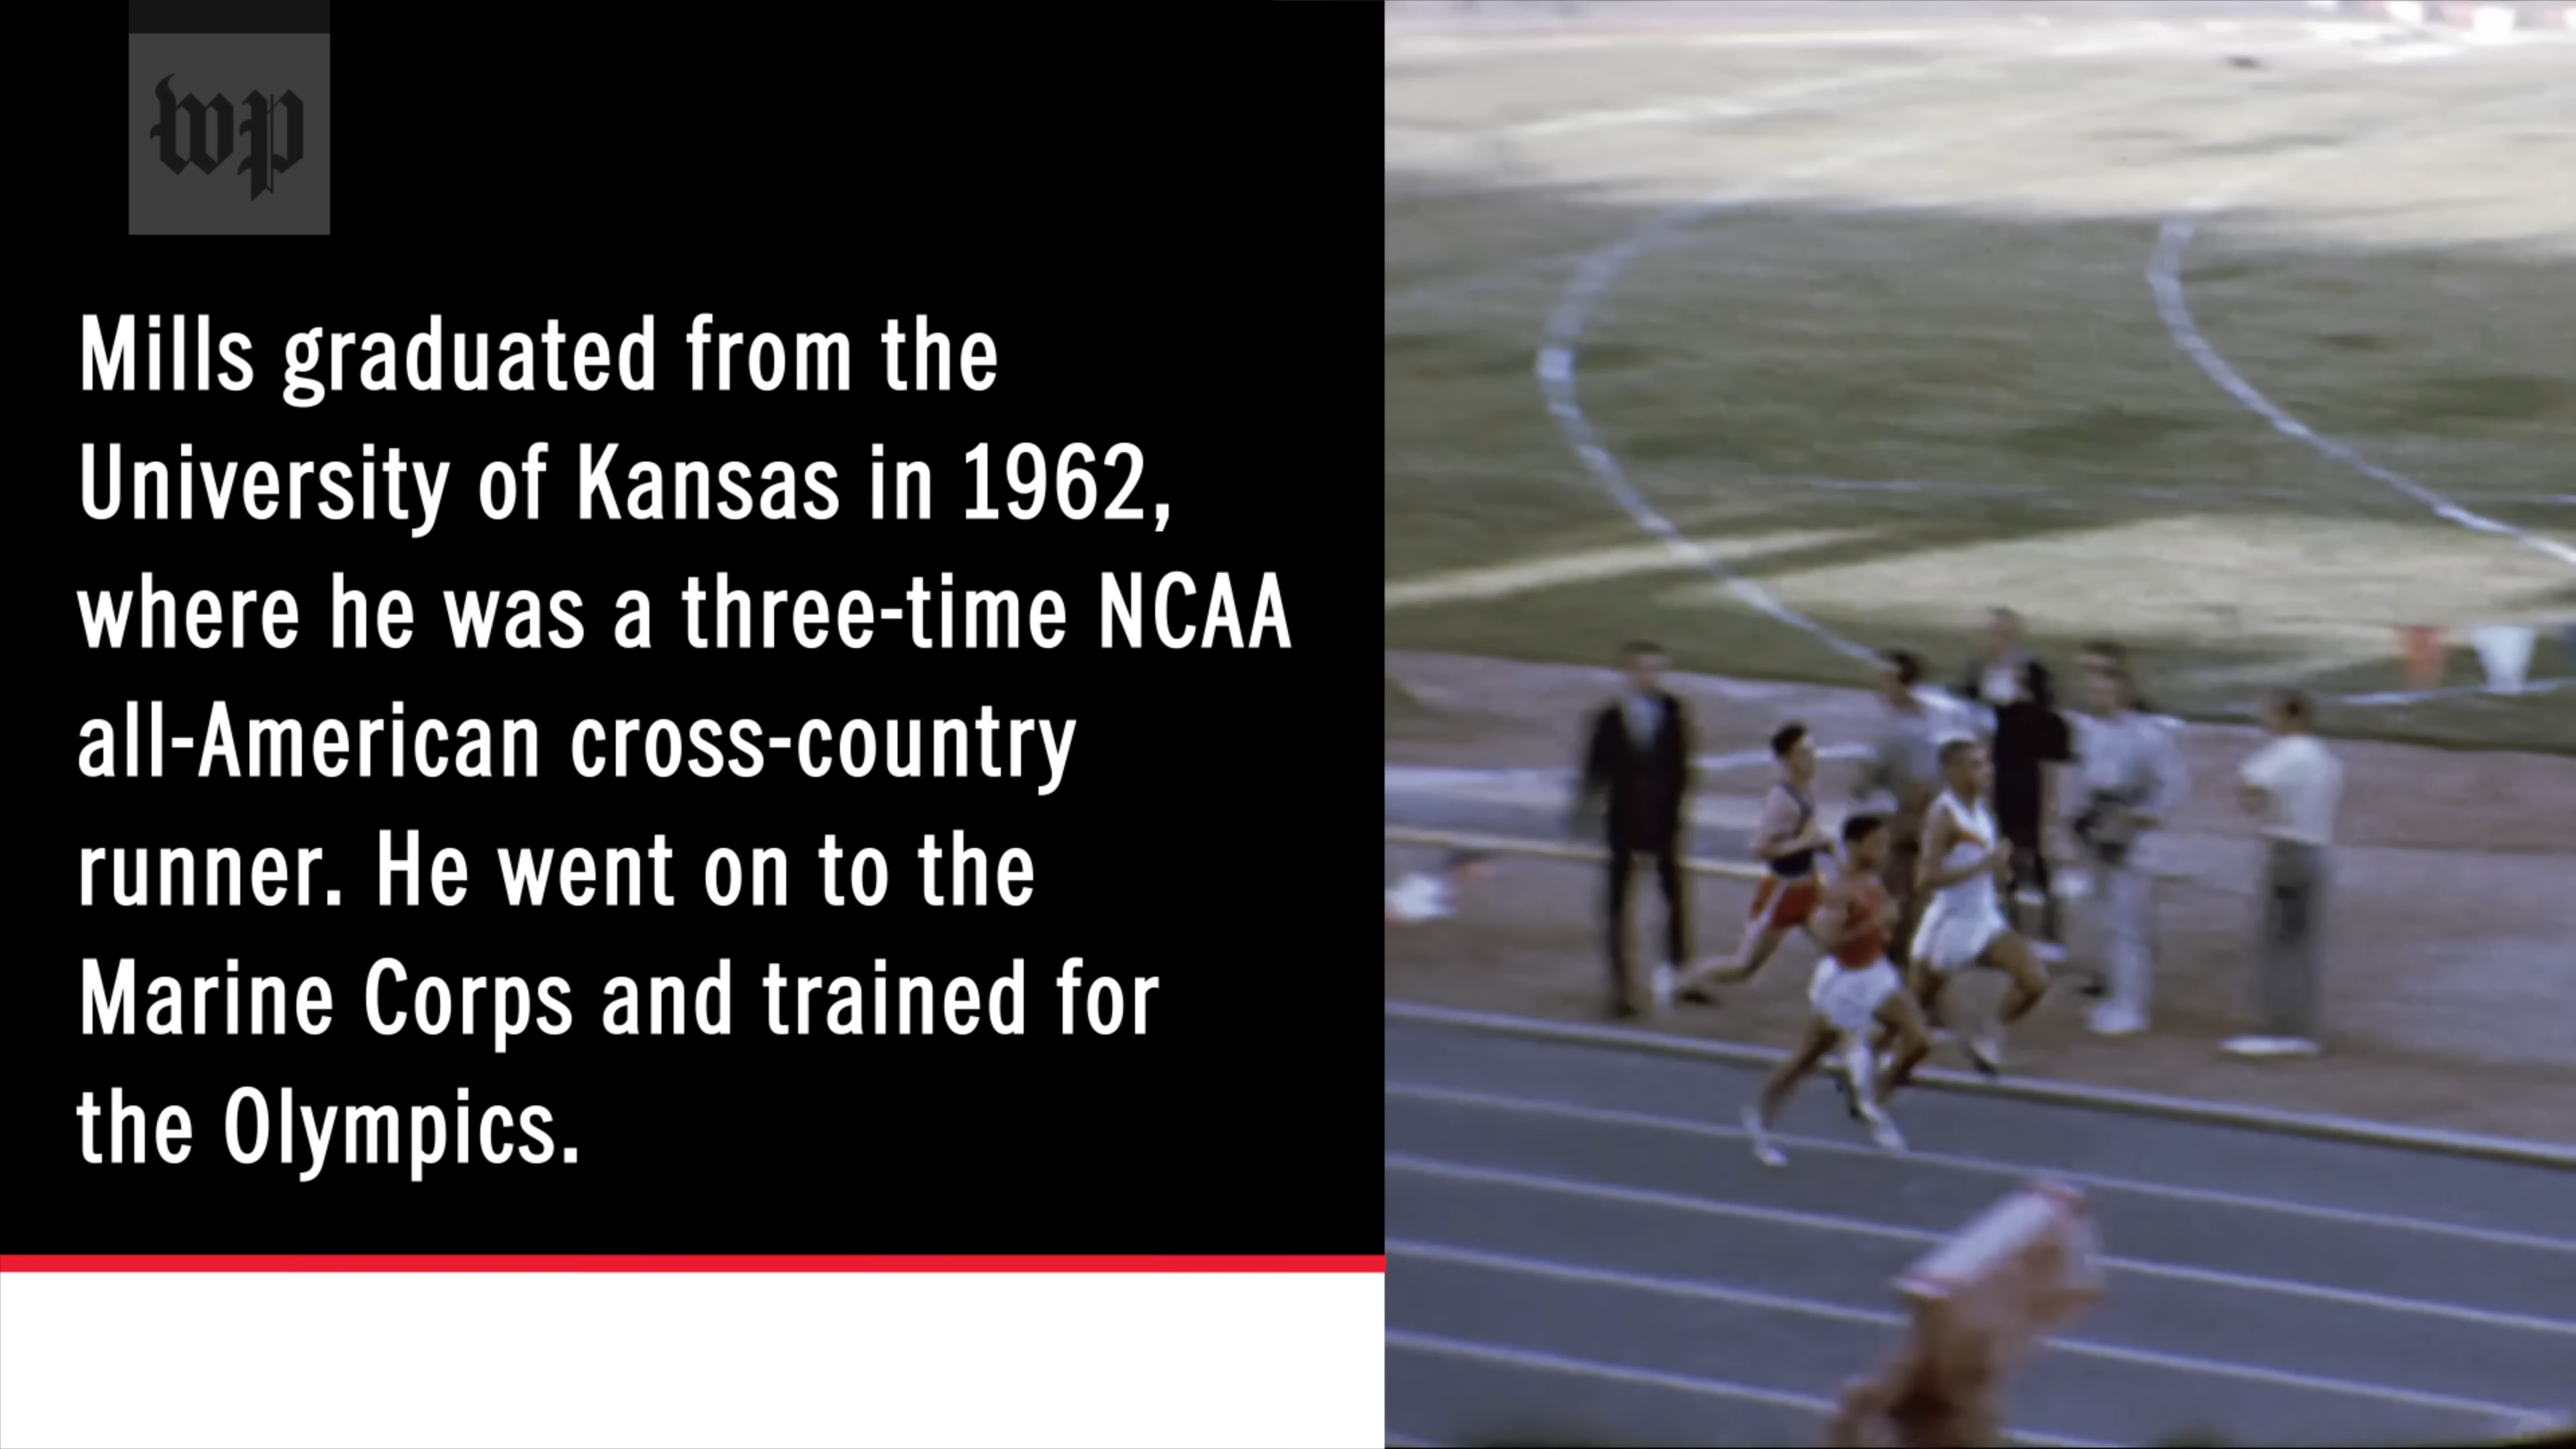 wp
Mills graduated from the
University of Kansas in 1962,
where he was a three-time NCAA
all-American cross-country
runner. He went on to the
Marine Corps and trained for
the Olympics.